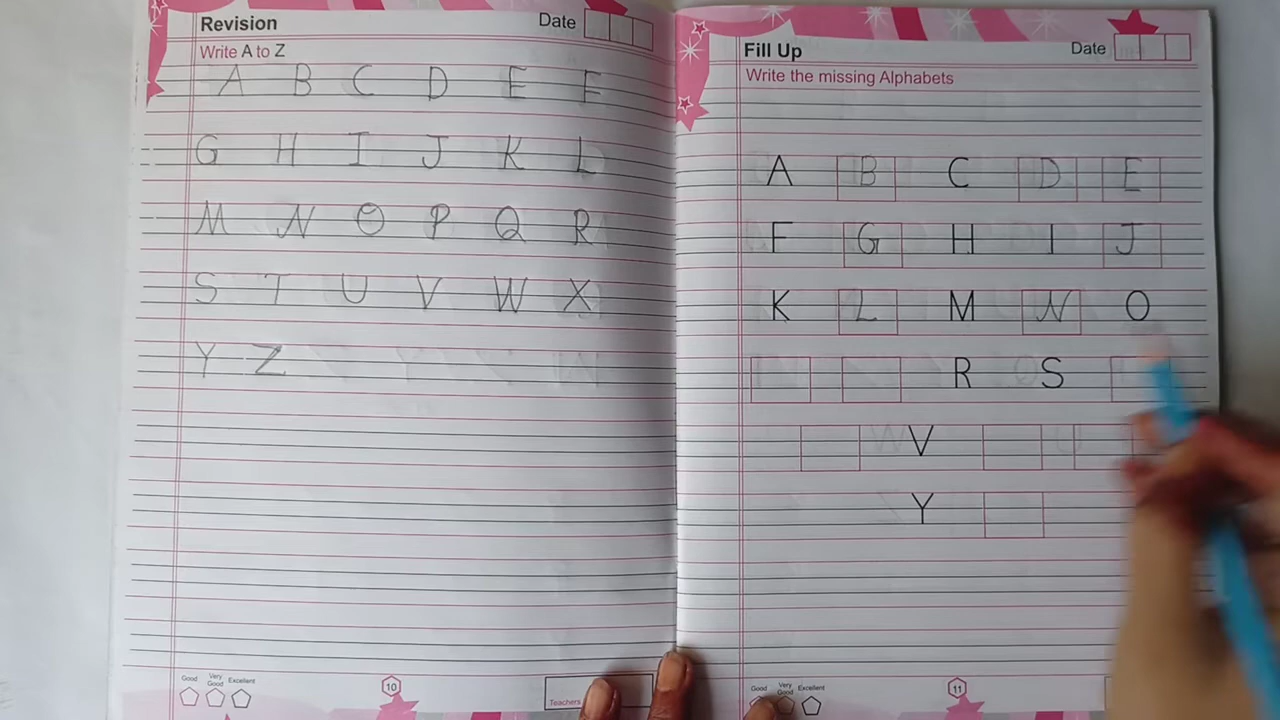 Revision
Date
Write A to Z
A B C D E F
G H I J K L
M N O P Q R
S T U V W X
Y Z
Good
Very Good
Excellent
10
Teachers
Fill Up
Date
Write the missing Alphabets
A B C D E
F G H I J
K L M N O
R S
V
Y
Good
Very Good
Excellent
11